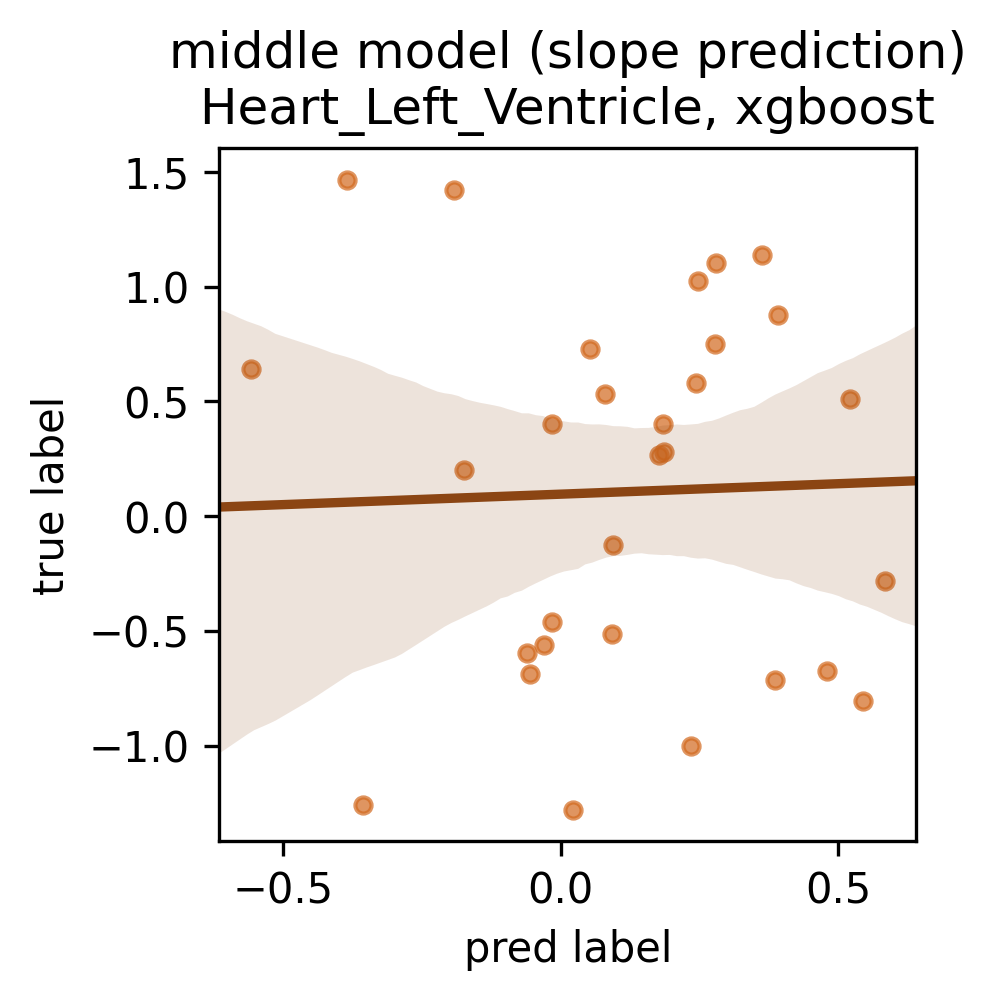 middle model (slope prediction)
Heart_Left_Ventricle, xgboost
1.5
1.0
0.5
0.0
−0.5
−1.0
true label
−0.5
0.0
0.5
pred label